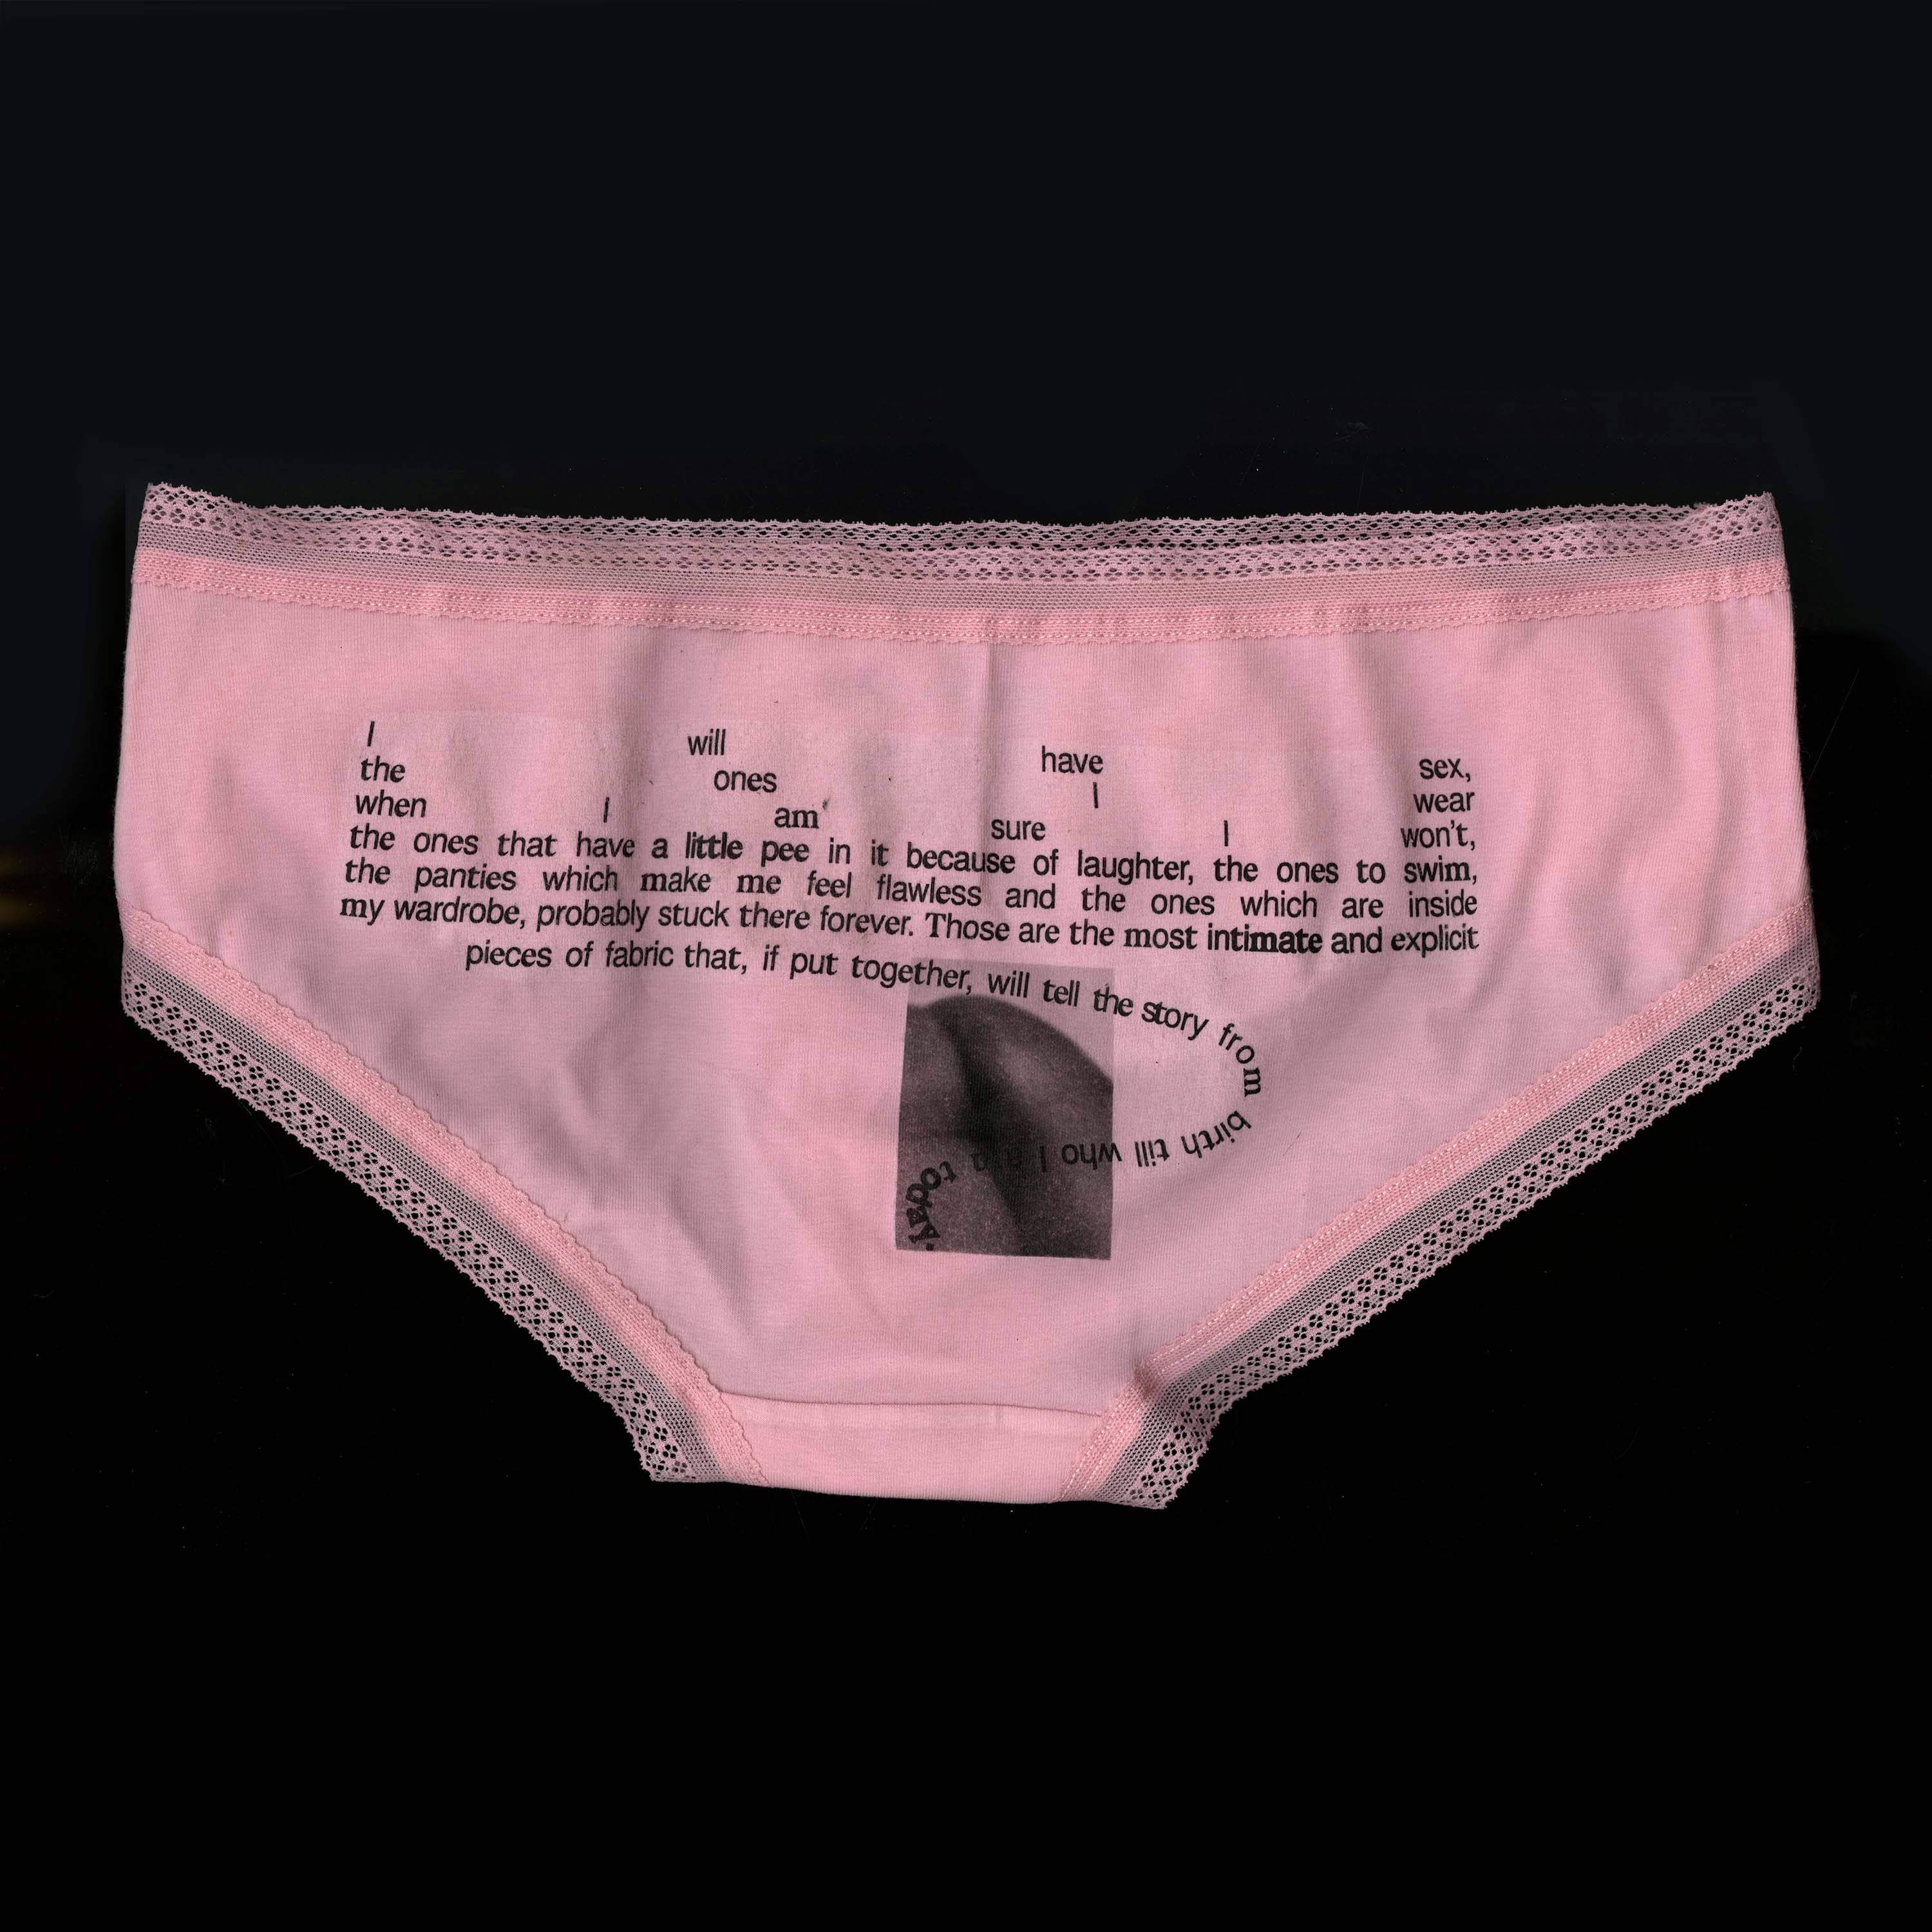 I will have sex,
the ones I wear
when I am sure I won't,
the ones that have a little pee in it because of laughter, the ones to swim,
the panties which make me feel flawless and the ones which are inside
my wardrobe, probably stuck there forever. Those are the most intimate and explicit
pieces of fabric that, if put together, will tell the story from birth till who I am today.